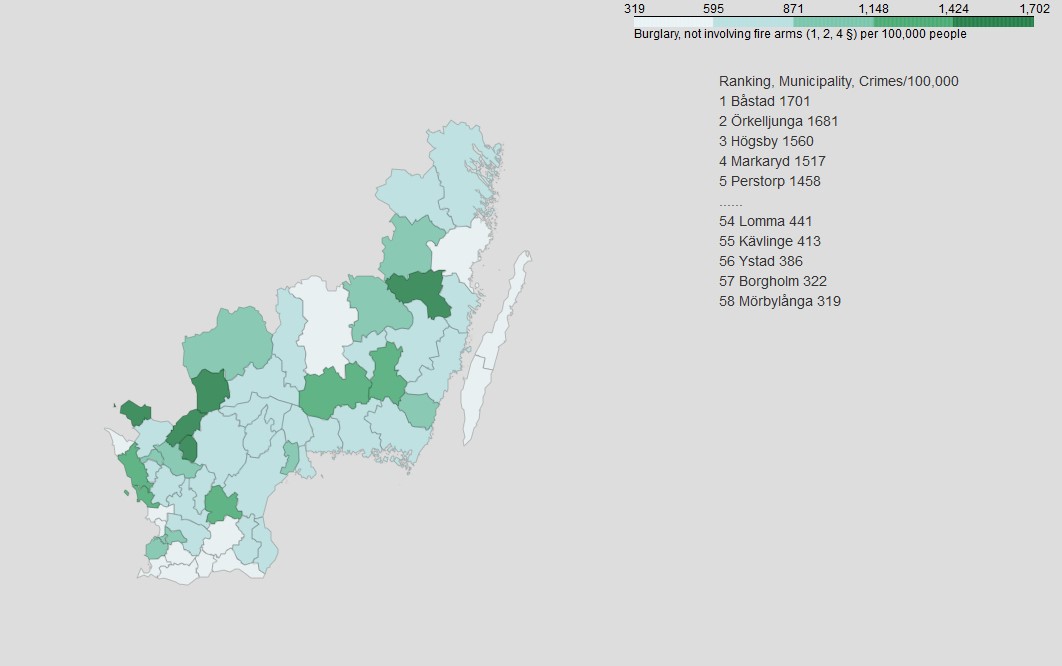 319 595 871 1,148 1,424 1,702
Burglary, not involving fire arms (1, 2, 4 §) per 100,000 people
Ranking, Municipality, Crimes/100,000
1 Båstad 1701
2 Örkelljunga 1681
3 Högsby 1560
4 Markaryd 1517
5 Perstorp 1458
......
54 Lomma 441
55 Kävlinge 413
56 Ystad 386
57 Borgholm 322
58 Mörbylånga 319